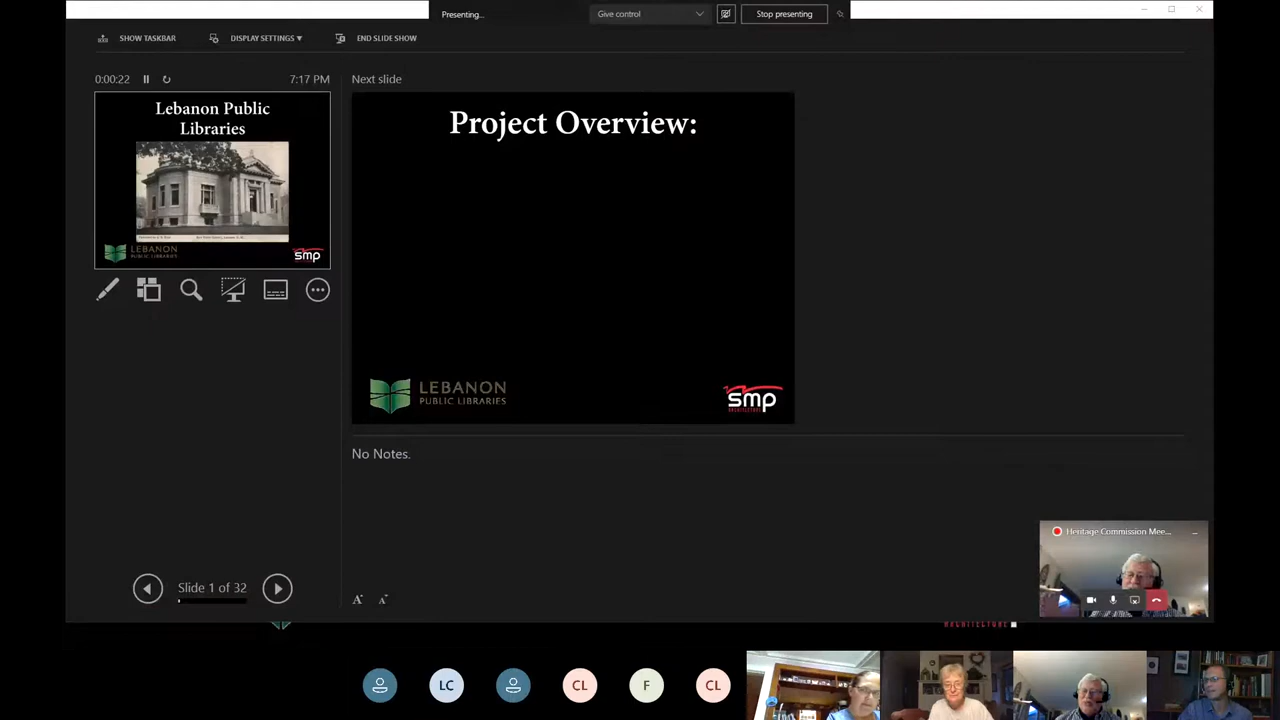 Presenting...
Give control
Stop presenting
SHOW TASKBAR
DISPLAY SETTINGS ▾
END SLIDE SHOW
0:00:22
7:17 PM
Next slide
Lebanon Public
Libraries
LEBANON
PUBLIC LIBRARIES
smp
Project Overview:
LEBANON
PUBLIC LIBRARIES
smp
ARCHITECTURE
No Notes.
Heritage Commission Mee...
Slide 1 of 32
A
A
ARCHITECTURE
LC
CL
F
CL